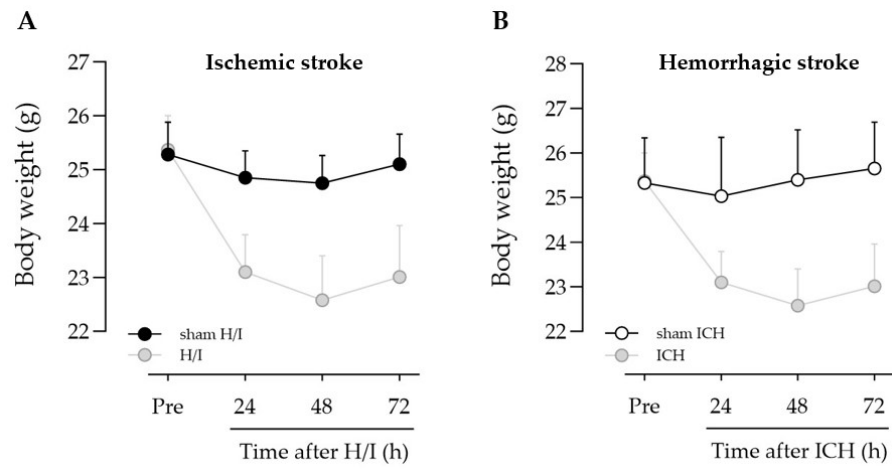 A
Ischemic stroke
Body weight (g)
27
26
25
24
23
22
sham H/I
H/I
Pre 24 48 72
Time after H/I (h)
B
Hemorrhagic stroke
Body weight (g)
28
27
26
25
24
23
22
sham ICH
ICH
Pre 24 48 72
Time after ICH (h)